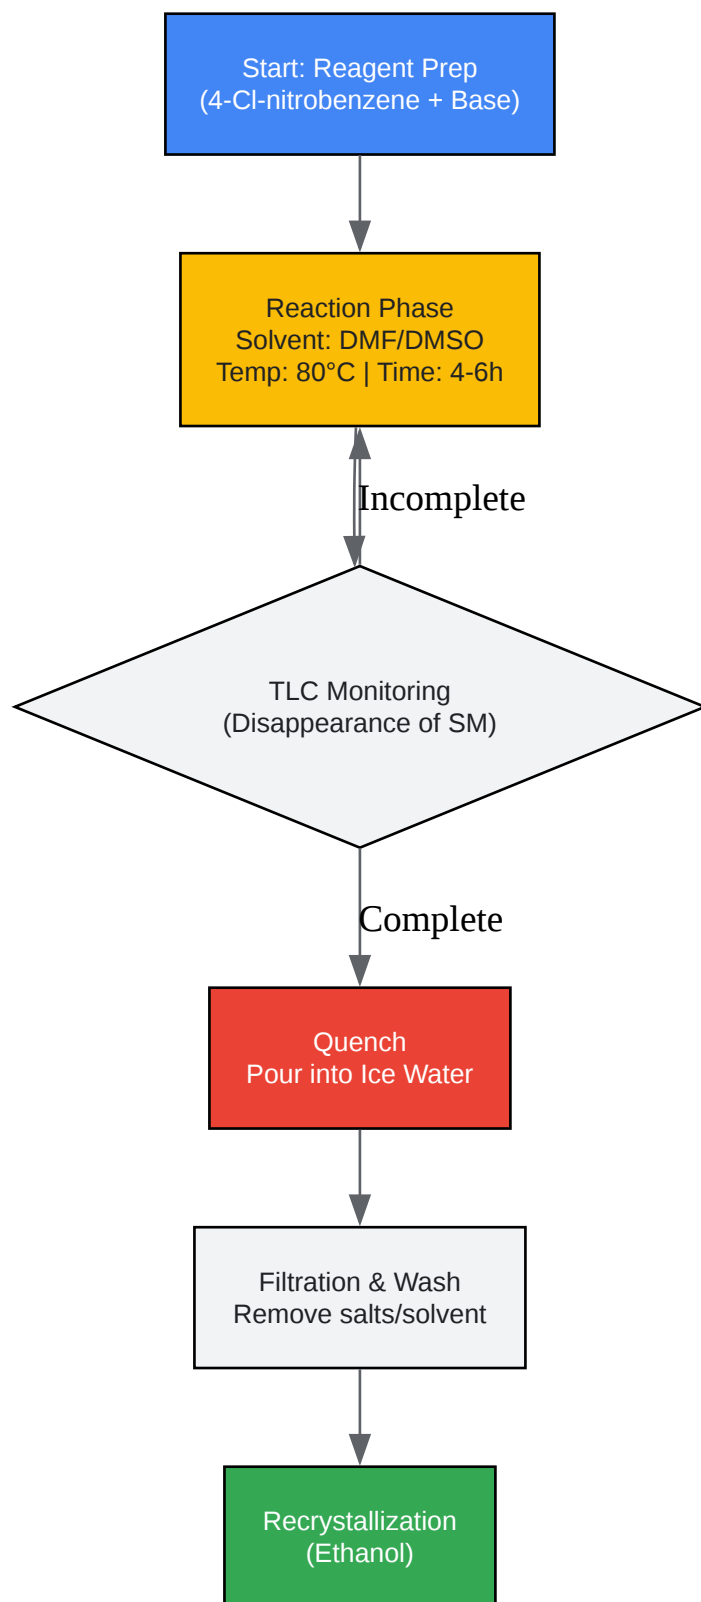 Start: Reagent Prep
(4-Cl-nitrobenzene + Base)
Reaction Phase
Solvent: DMF/DMSO
Temp: 80°C | Time: 4-6h
Incomplete
TLC Monitoring
(Disappearance of SM)
Complete
Quench
Pour into Ice Water
Filtration & Wash
Remove salts/solvent
Recrystallization
(Ethanol)